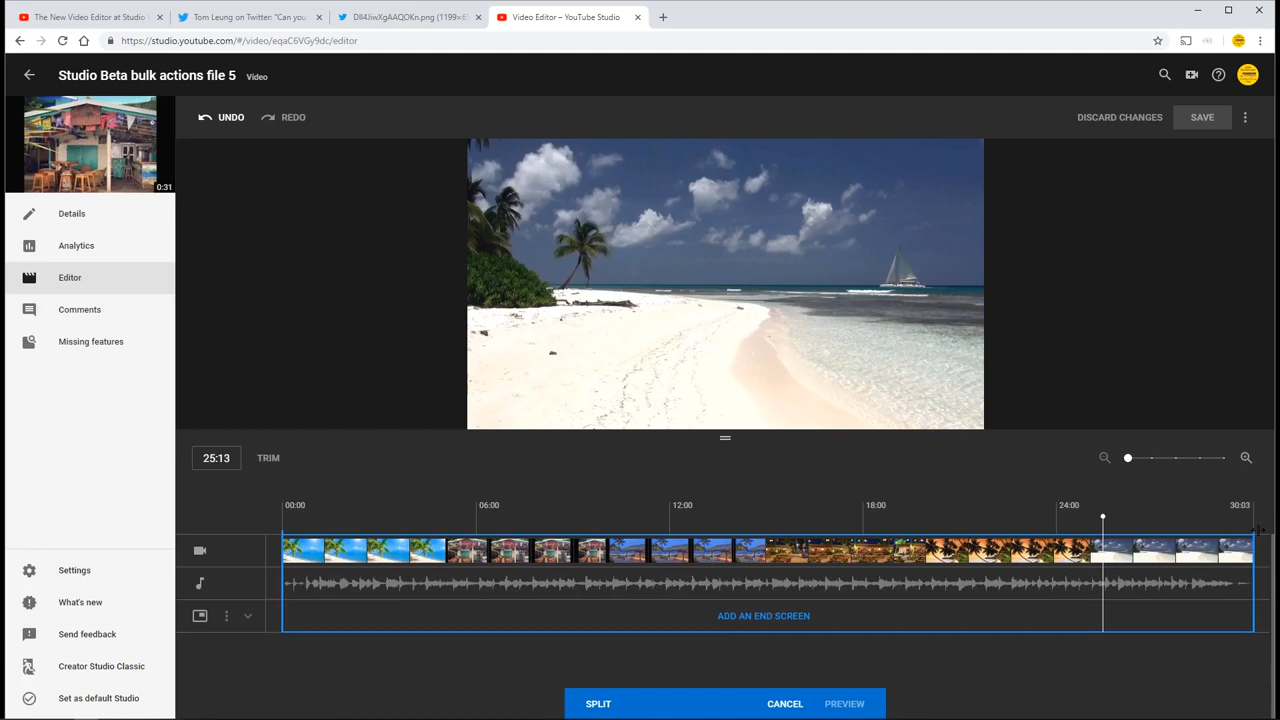 The New Video Editor at Studio
Tom Leung on Twitter: "Can you
DlI4JiwXgAAQOKn.png (1199×6
Video Editor – YouTube Studio
https://studio.youtube.com/#/video/eqaC6VGy9dc/editor
Studio Beta bulk actions file 5 Video
UNDO REDO DISCARD CHANGES SAVE
0:31
Details
Analytics
Editor
Comments
Missing features
25:13 TRIM
00:00 06:00 12:00 18:00 24:00 30:03
ADD AN END SCREEN
Settings
What's new
Send feedback
Creator Studio Classic
Set as default Studio
SPLIT CANCEL PREVIEW